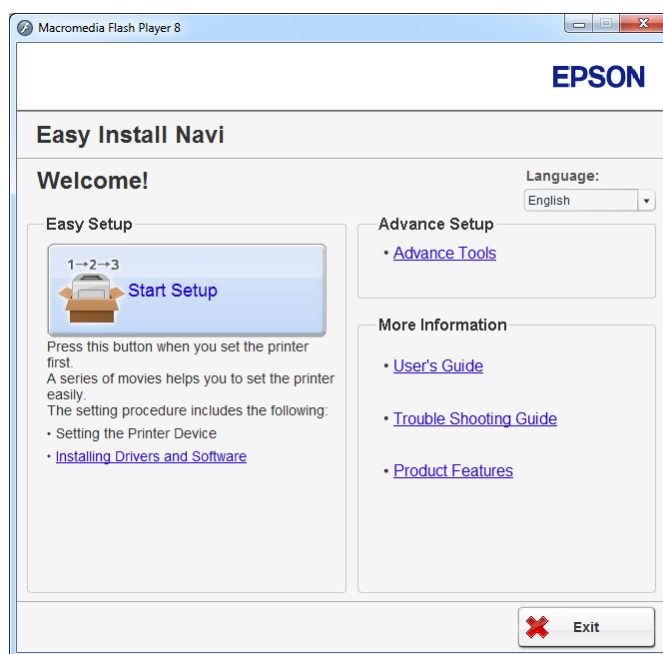 Macromedia Flash Player 8
EPSON
Easy Install Navi
Welcome!
Language:
English
Easy Setup
1→2→3
Start Setup
Press this button when you set the printer
first.
A series of movies helps you to set the printer
easily.
The setting procedure includes the following:
• Setting the Printer Device
• Installing Drivers and Software
Advance Setup
• Advance Tools
More Information
• User's Guide
• Trouble Shooting Guide
• Product Features
Exit